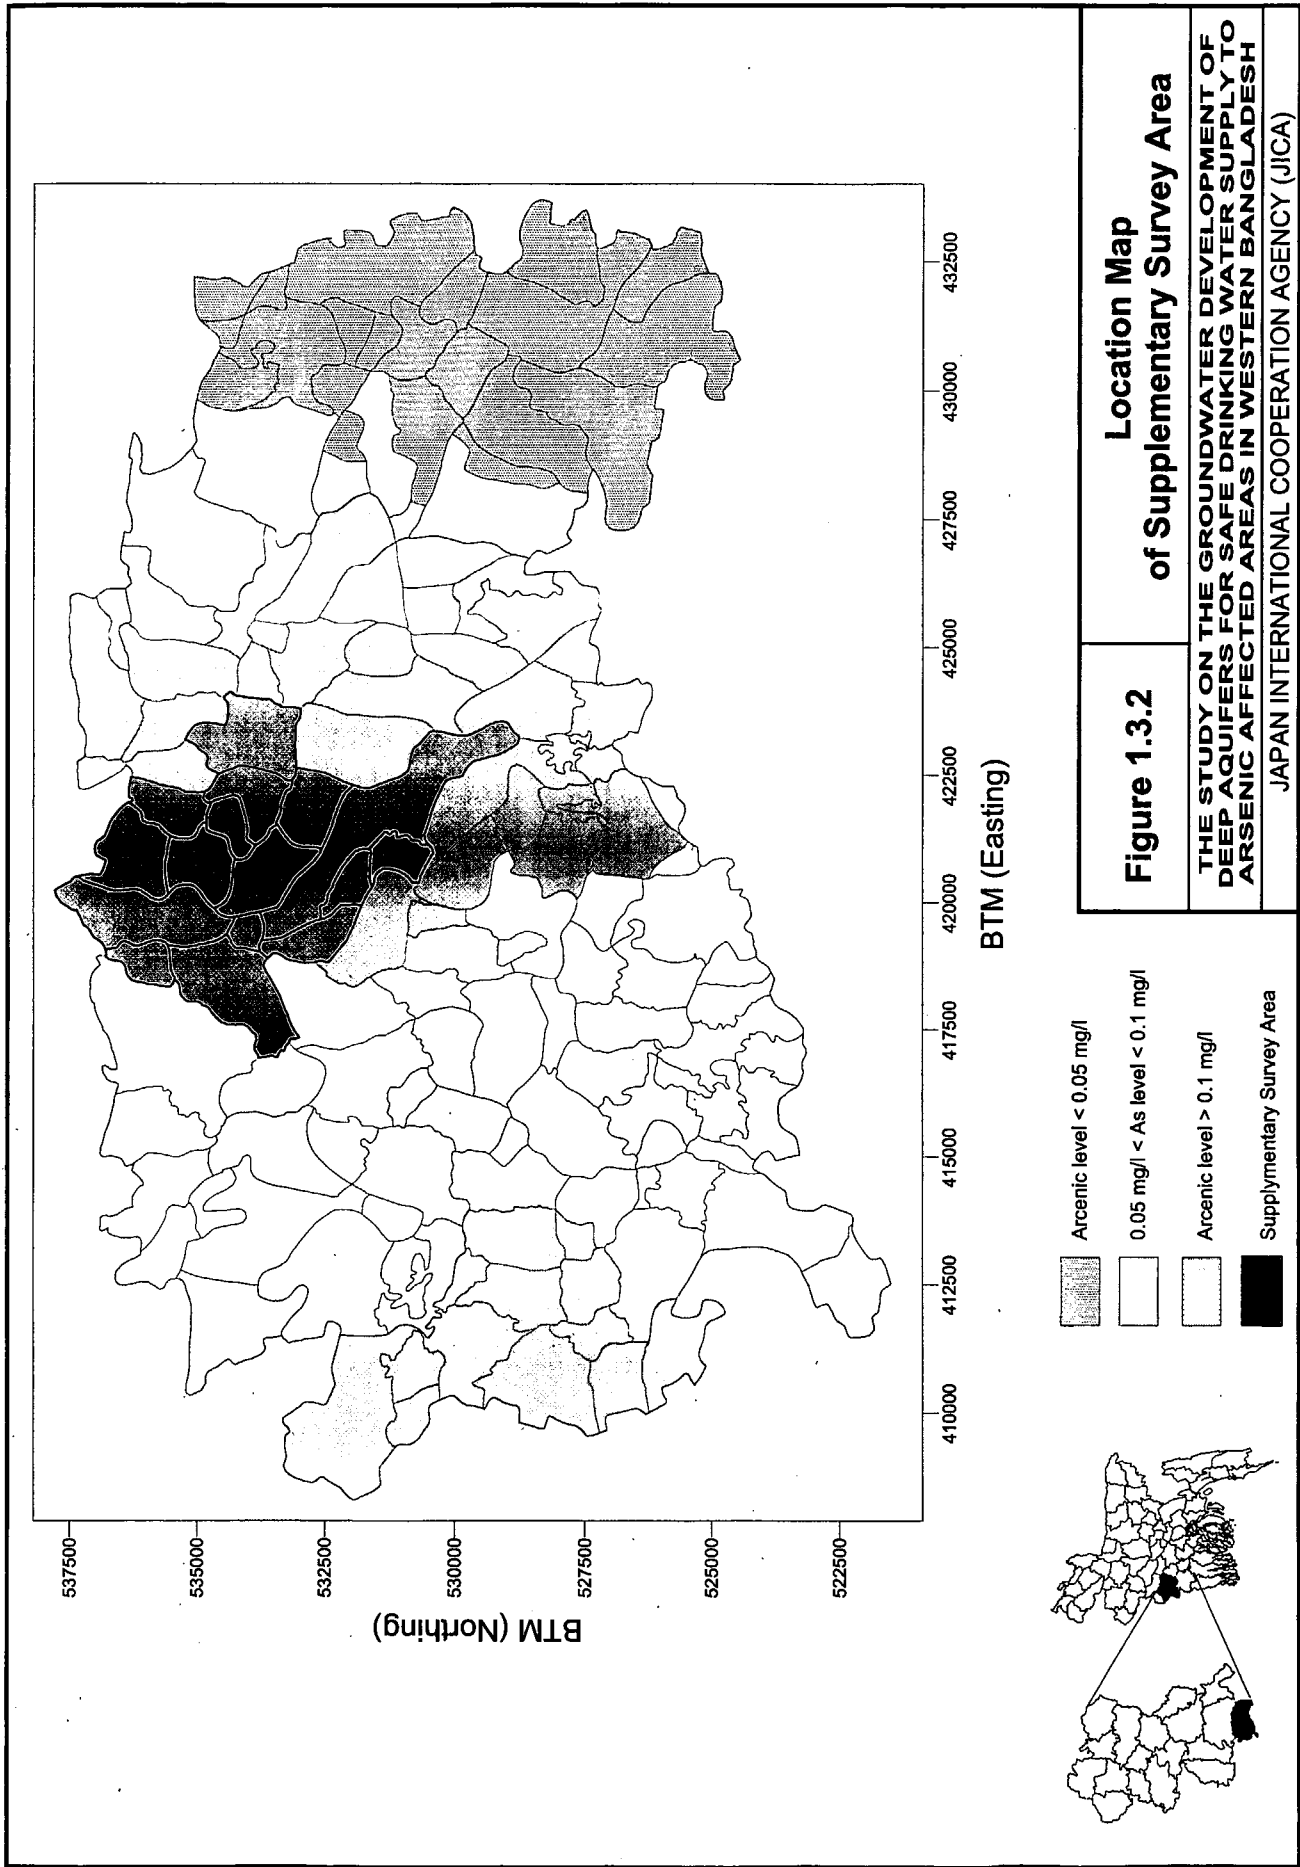 537500
535000
532500
530000
527500
525000
522500
BTM (Northing)
410000
412500
415000
417500
420000
422500
425000
427500
430000
432500
BTM (Easting)
Arcenic level < 0.05 mg/l
0.05 mg/l < As level < 0.1 mg/l
Arcenic level > 0.1 mg/l
Supplymentary Survey Area
Figure 1.3.2
Location Map
of Supplementary Survey Area
THE STUDY ON THE GROUNDWATER DEVELOPMENT OF
DEEP AQUIFERS FOR SAFE DRINKING WATER SUPPLY TO
ARSENIC AFFECTED AREAS IN WESTERN BANGLADESH
JAPAN INTERNATIONAL COOPERATION AGENCY (JICA)